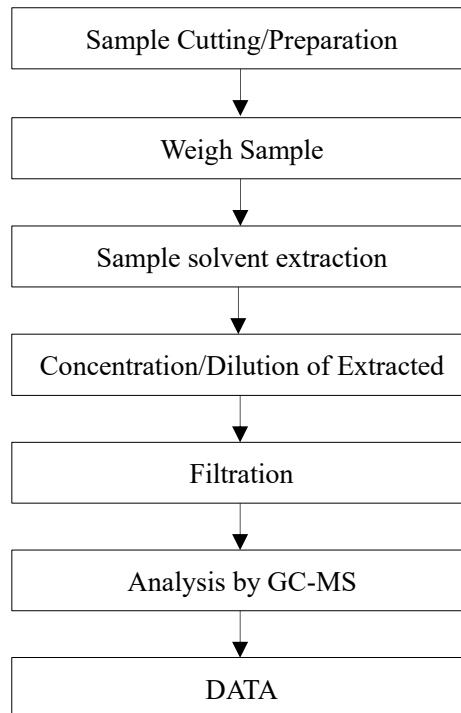 Sample Cutting/Preparation
Weigh Sample
Sample solvent extraction
Concentration/Dilution of Extracted
Filtration
Analysis by GC-MS
DATA